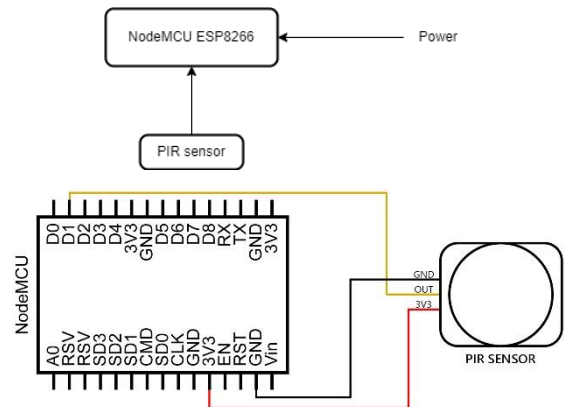 NodeMCU ESP8266
Power
PIR sensor
D0
D1
D2
D3
D4
3V3
GND
D5
D6
D7
D8
RX
TX
GND
3V3
NodeMCU
GND
OUT
3V3
PIR SENSOR
A0
RSV
RSV
SD3
SD2
SD1
CMD
SD0
CLK
GND
3V3
EN
RST
GND
Vin